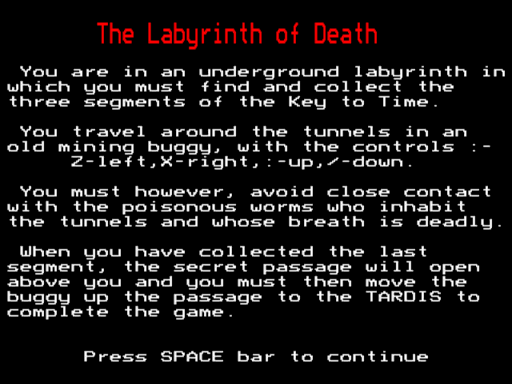 The Labyrinth of Death
You are in an underground labyrinth in
which you must find and collect the
three segments of the Key to Time.
You travel around the tunnels in an
old mining buggy, with the controls :-
Z-left,X-right,:-up,/-down.
You must however, avoid close contact
with the poisonous worms who inhabit
the tunnels and whose breath is deadly.
When you have collected the last
segment, the secret passage will open
above you and you must then move the
buggy up the passage to the TARDIS to
complete the game.
Press SPACE bar to continue